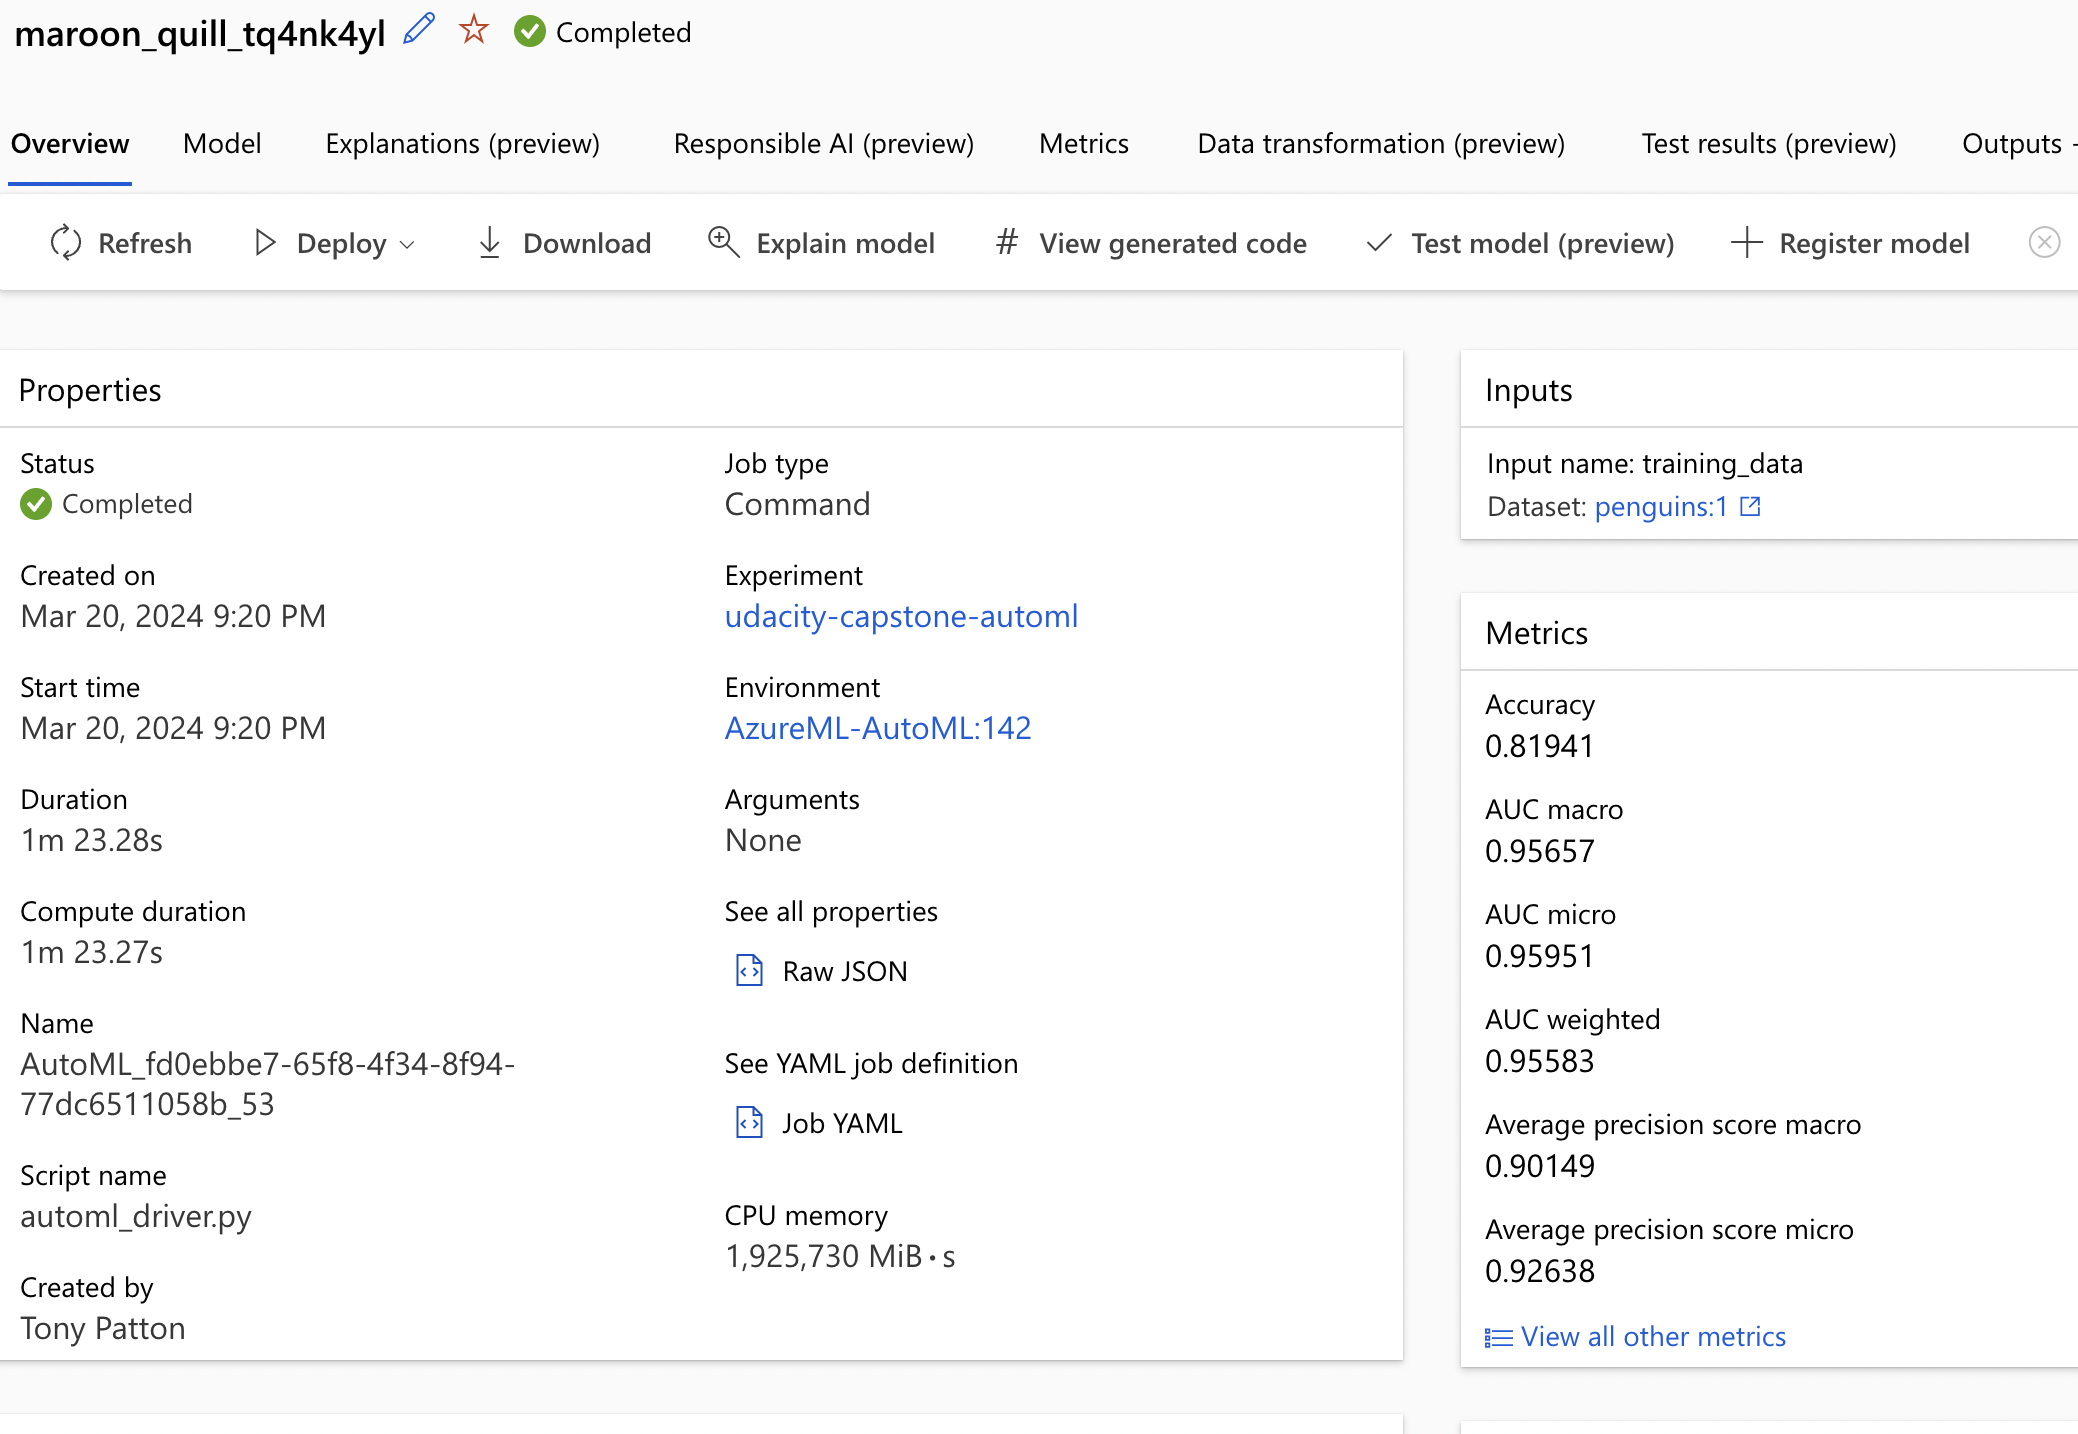 maroon_quill_tq4nk4yl Completed
Overview Model Explanations (preview) Responsible AI (preview) Metrics Data transformation (preview) Test results (preview) Outputs
Refresh Deploy Download Explain model # View generated code Test model (preview) Register model
Properties
Status
Completed
Created on
Mar 20, 2024 9:20 PM
Start time
Mar 20, 2024 9:20 PM
Duration
1m 23.28s
Compute duration
1m 23.27s
Name
AutoML_fd0ebbe7-65f8-4f34-8f94-
77dc6511058b_53
Script name
automl_driver.py
Created by
Tony Patton
Job type
Command
Experiment
udacity-capstone-automl
Environment
AzureML-AutoML:142
Arguments
None
See all properties
Raw JSON
See YAML job definition
Job YAML
CPU memory
1,925,730 MiB·s
Inputs
Input name: training_data
Dataset: penguins:1
Metrics
Accuracy
0.81941
AUC macro
0.95657
AUC micro
0.95951
AUC weighted
0.95583
Average precision score macro
0.90149
Average precision score micro
0.92638
View all other metrics